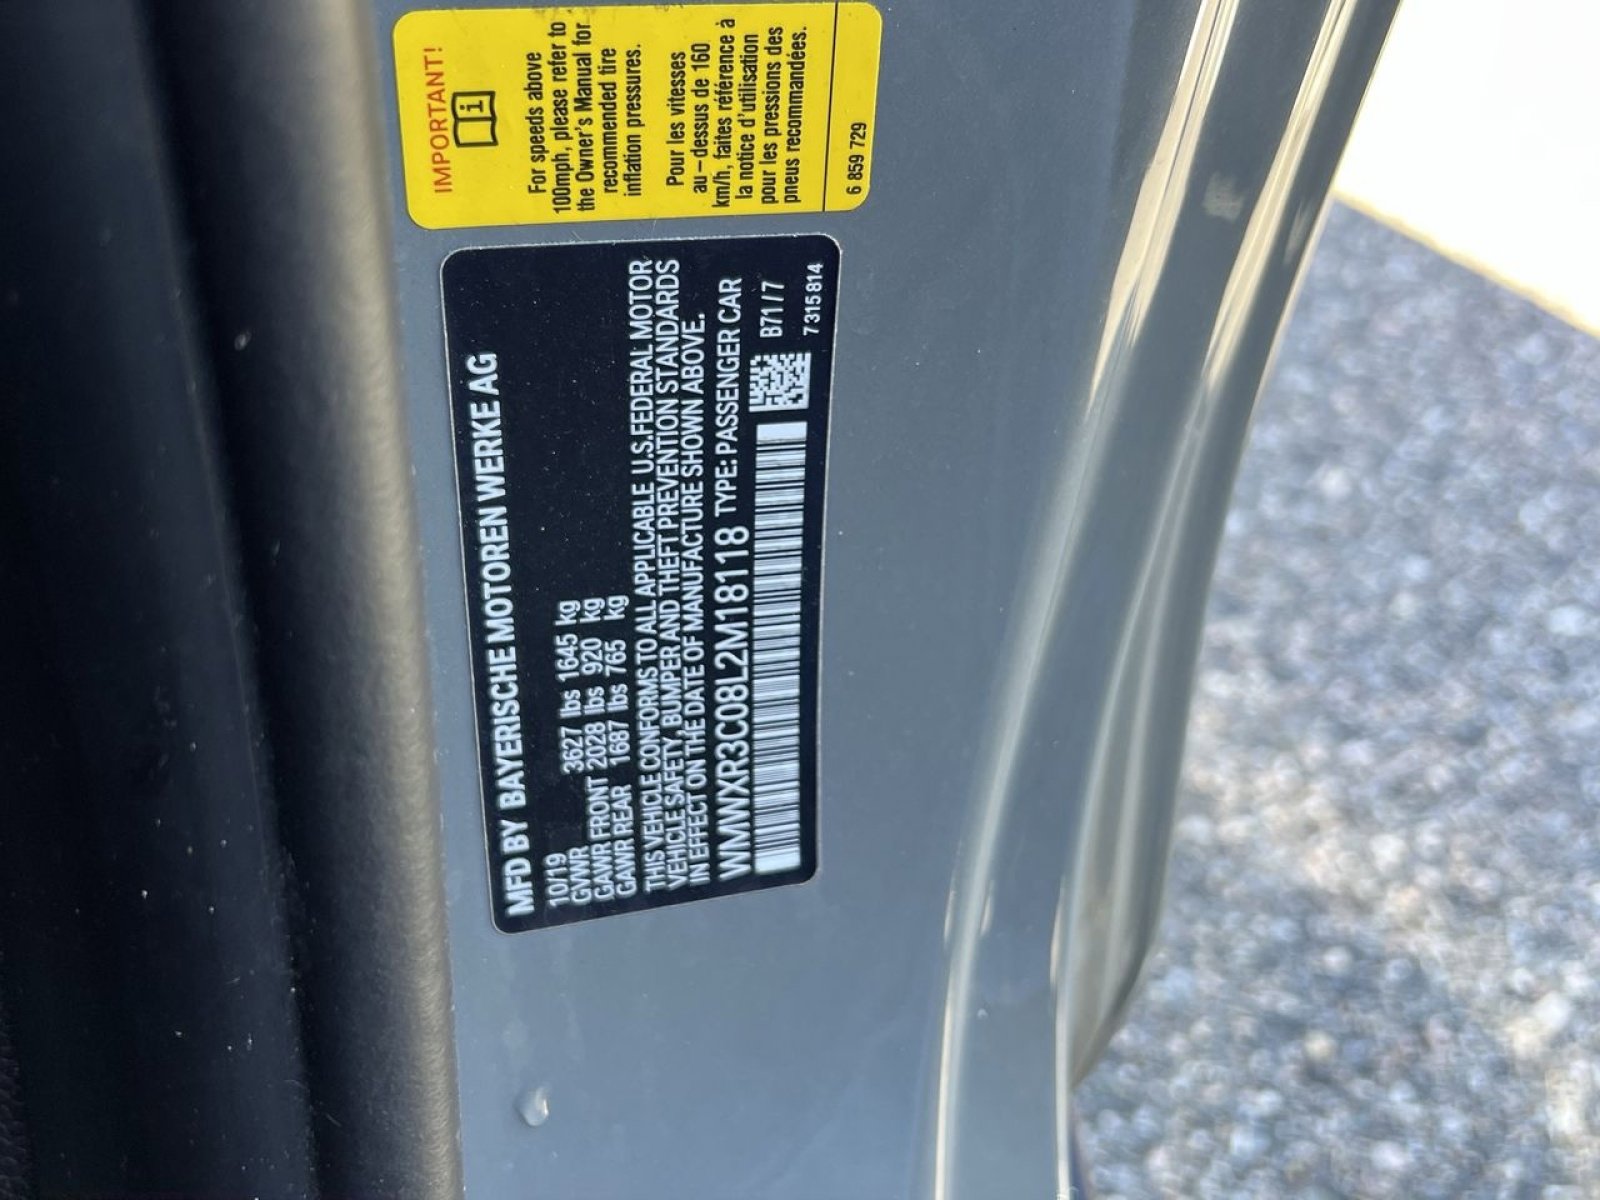 IMPORTANT!
For speeds above
100mph, please refer to
the Owner's Manual for
recommended tire
inflation pressures.
Pour les vitesses
au-dessus de 160
km/h, faites référence à
la notice d'utilisation
pour les pressions des
pneus recommandées.
6 859 729
MFD BY BAYERISCHE MOTOREN WERKE AG
10/19
GVWR 3627 lbs 1645 kg
GAWR FRONT 2028 lbs 920 kg
GAWR REAR 1687 lbs 765 kg
THIS VEHICLE CONFORMS TO ALL APPLICABLE U.S.FEDERAL MOTOR
VEHICLE SAFETY, BUMPER AND THEFT PREVENTION STANDARDS
IN EFFECT ON THE DATE OF MANUFACTURE SHOWN ABOVE.
WMWXR3C08L2M18118 TYPE: PASSENGER CAR
B71/7
7315814